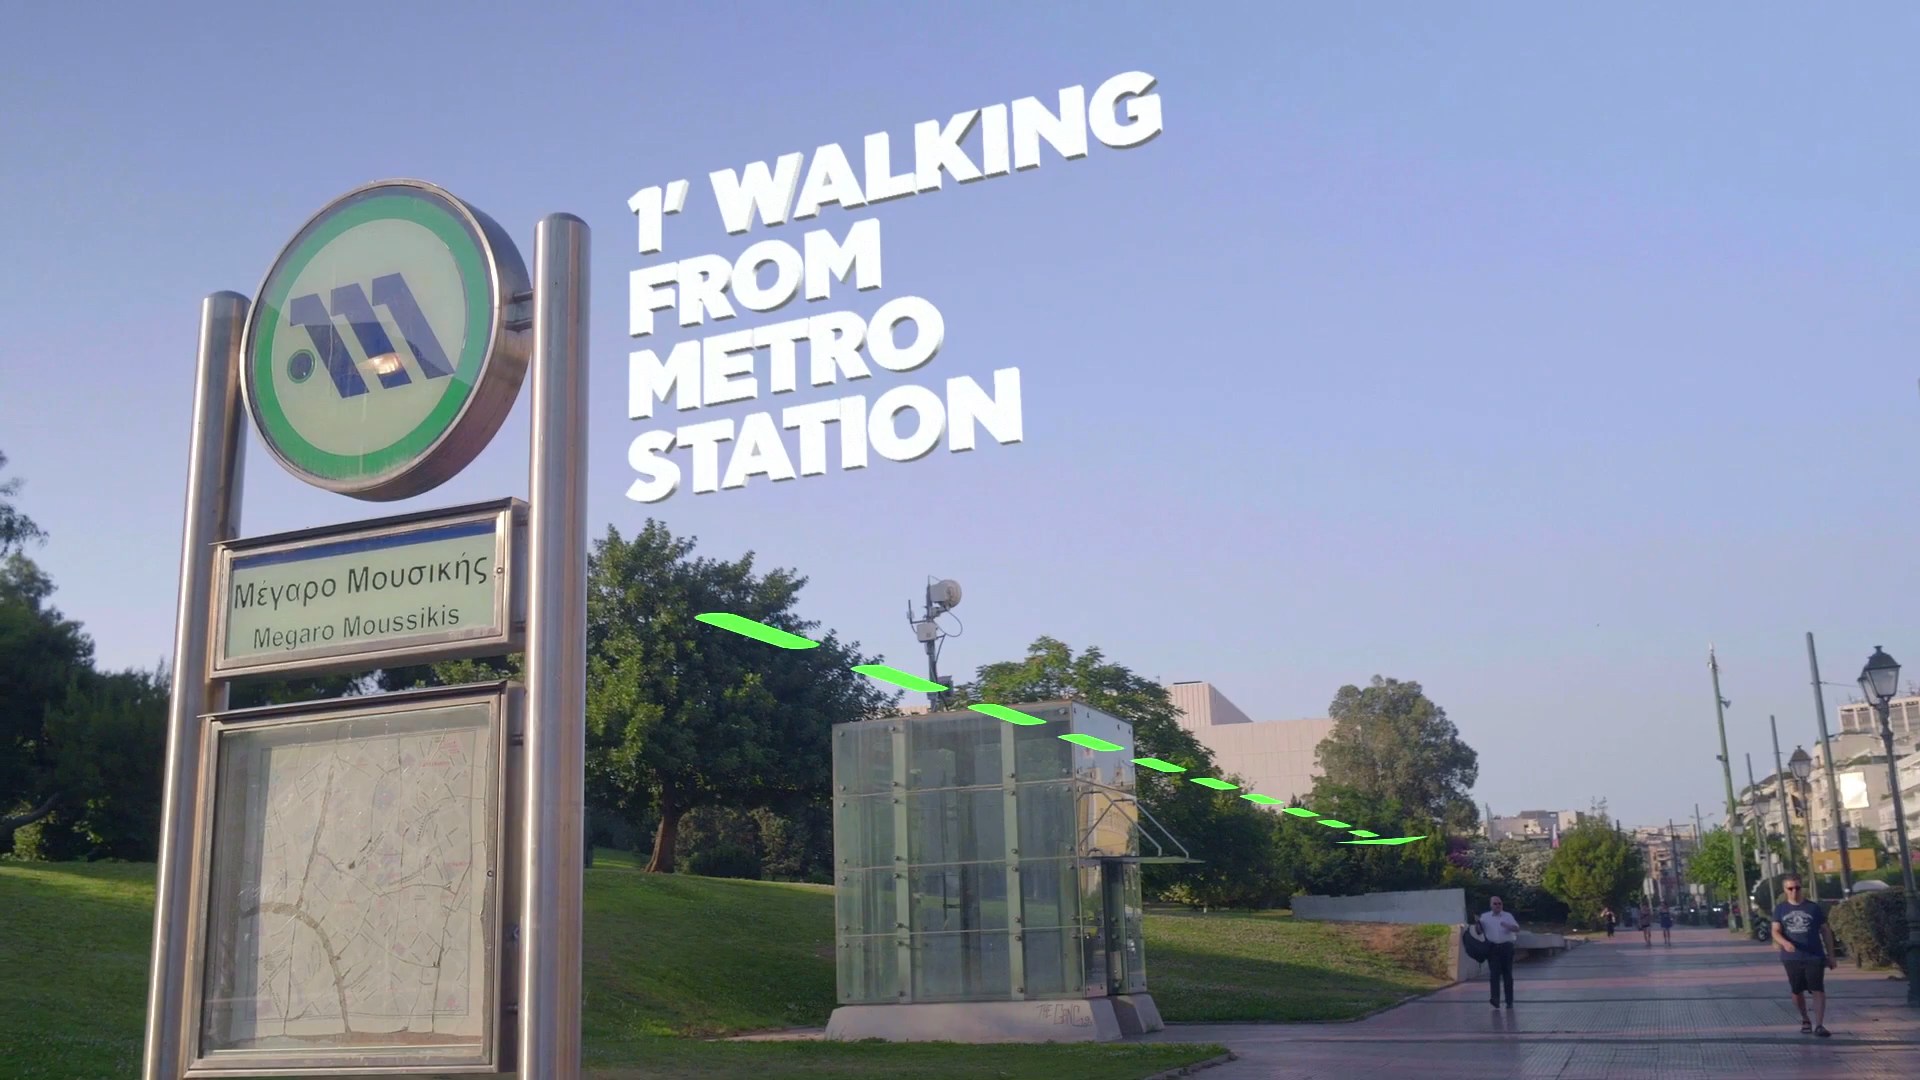 1' WALKING
FROM
METRO
STATION
Μέγαρο Μουσικής
Megaro Moussikis